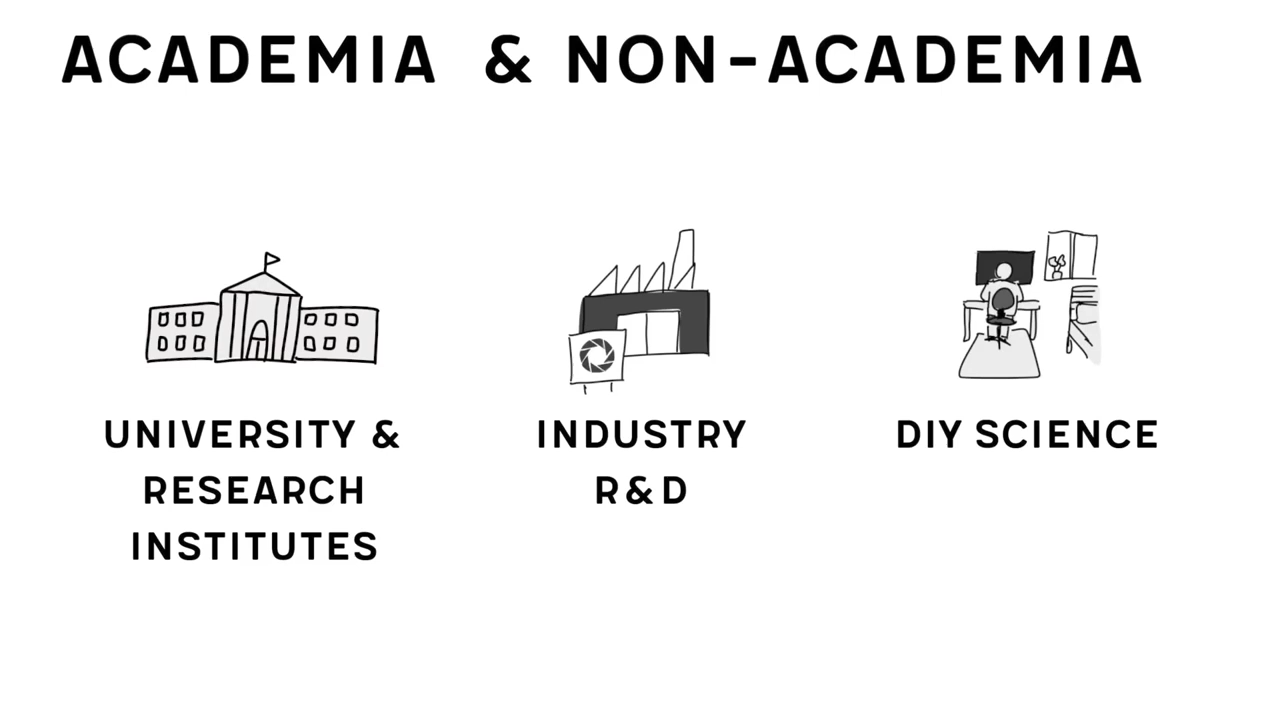 ACADEMIA & NON-ACADEMIA
UNIVERSITY &
RESEARCH
INSTITUTES
INDUSTRY
R & D
DIY SCIENCE